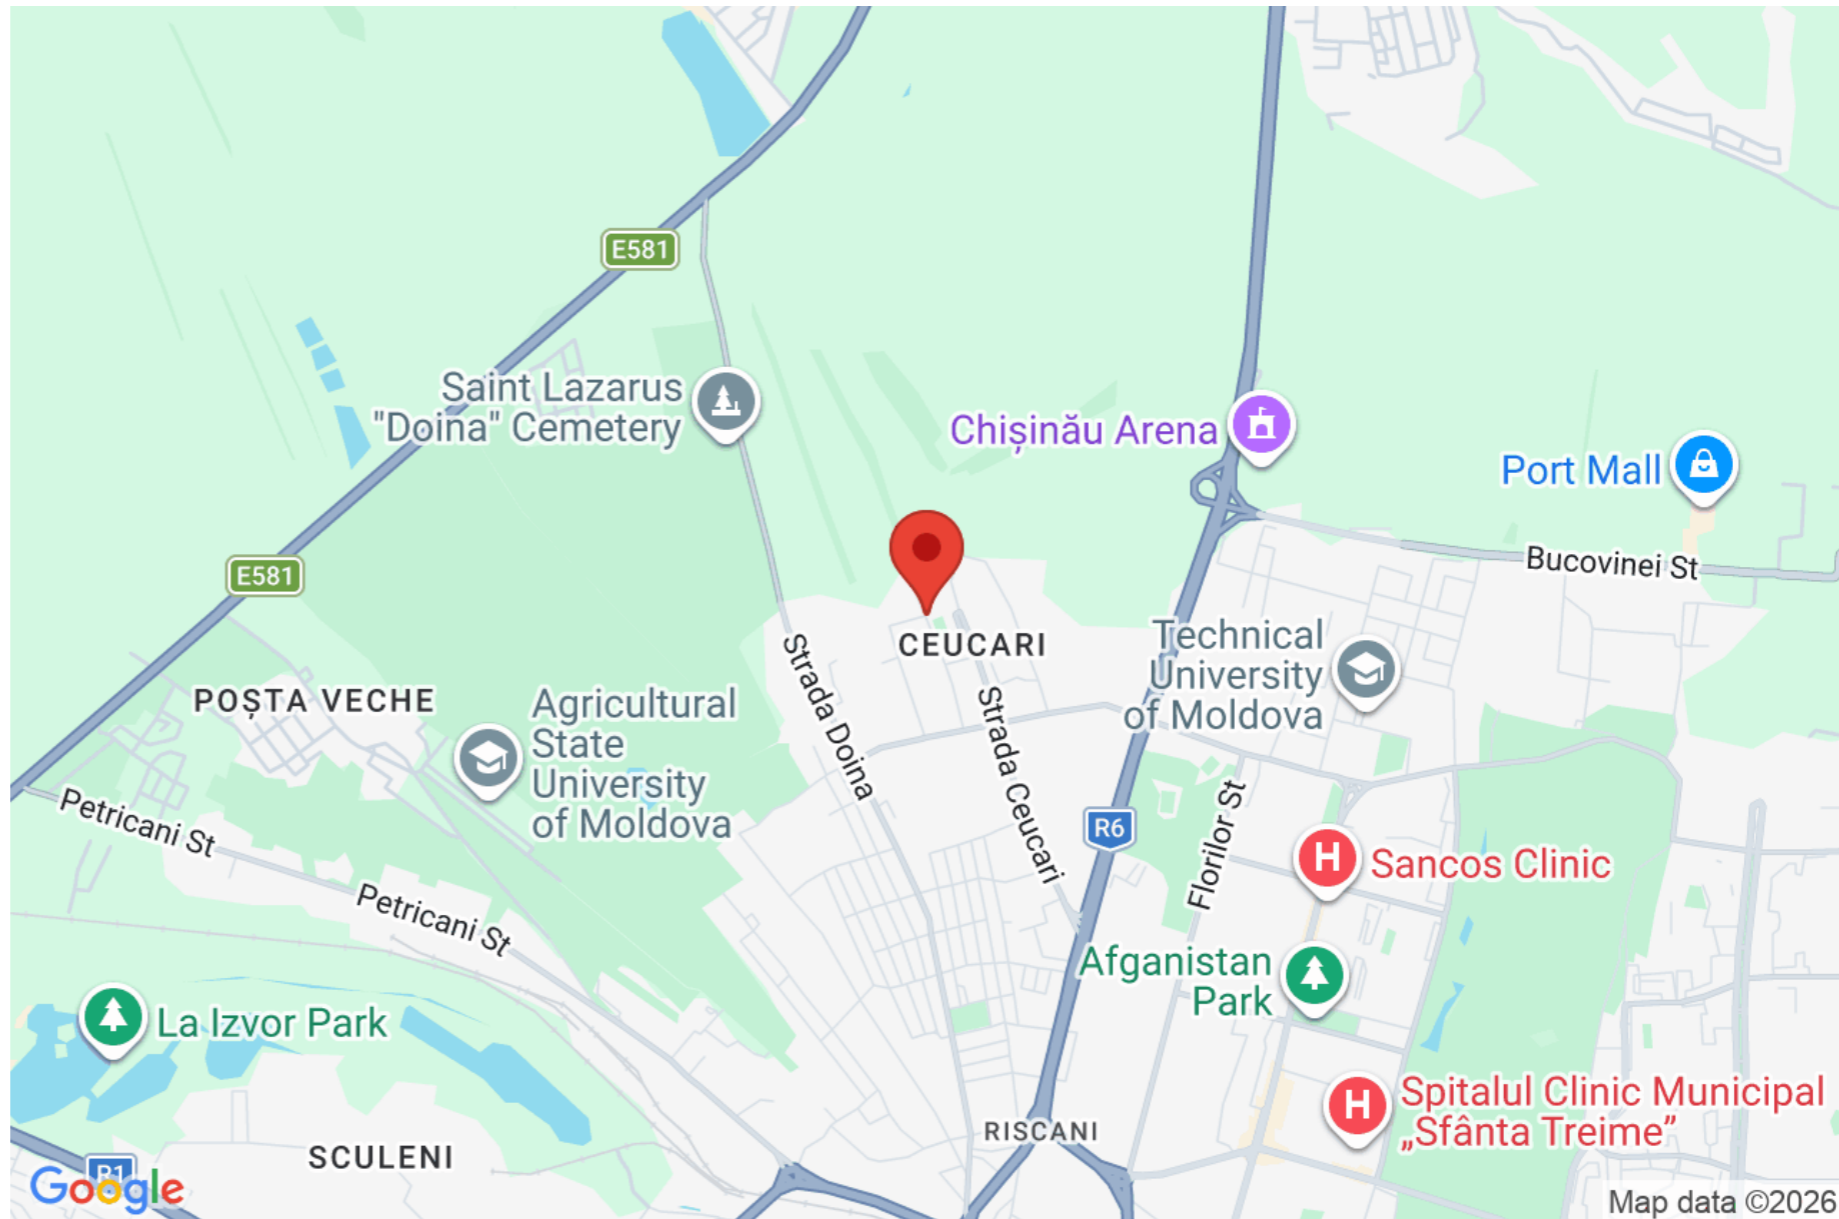 E581
Saint Lazarus
"Doina" Cemetery
Chișinău Arena
Port Mall
E581
Bucovinei St
CEUCARI
Technical
University
of Moldova
Strada Doina
POȘTA VECHE
Agricultural
State
University
of Moldova
Strada Ceucari
Petricani St
R6
Florilor St
Sancos Clinic
Petricani St
Afganistan
Park
La Izvor Park
Spitalul Clinic Municipal
„Sfânta Treime”
RISCANI
SCULENI
R1
Google
Map data ©2026